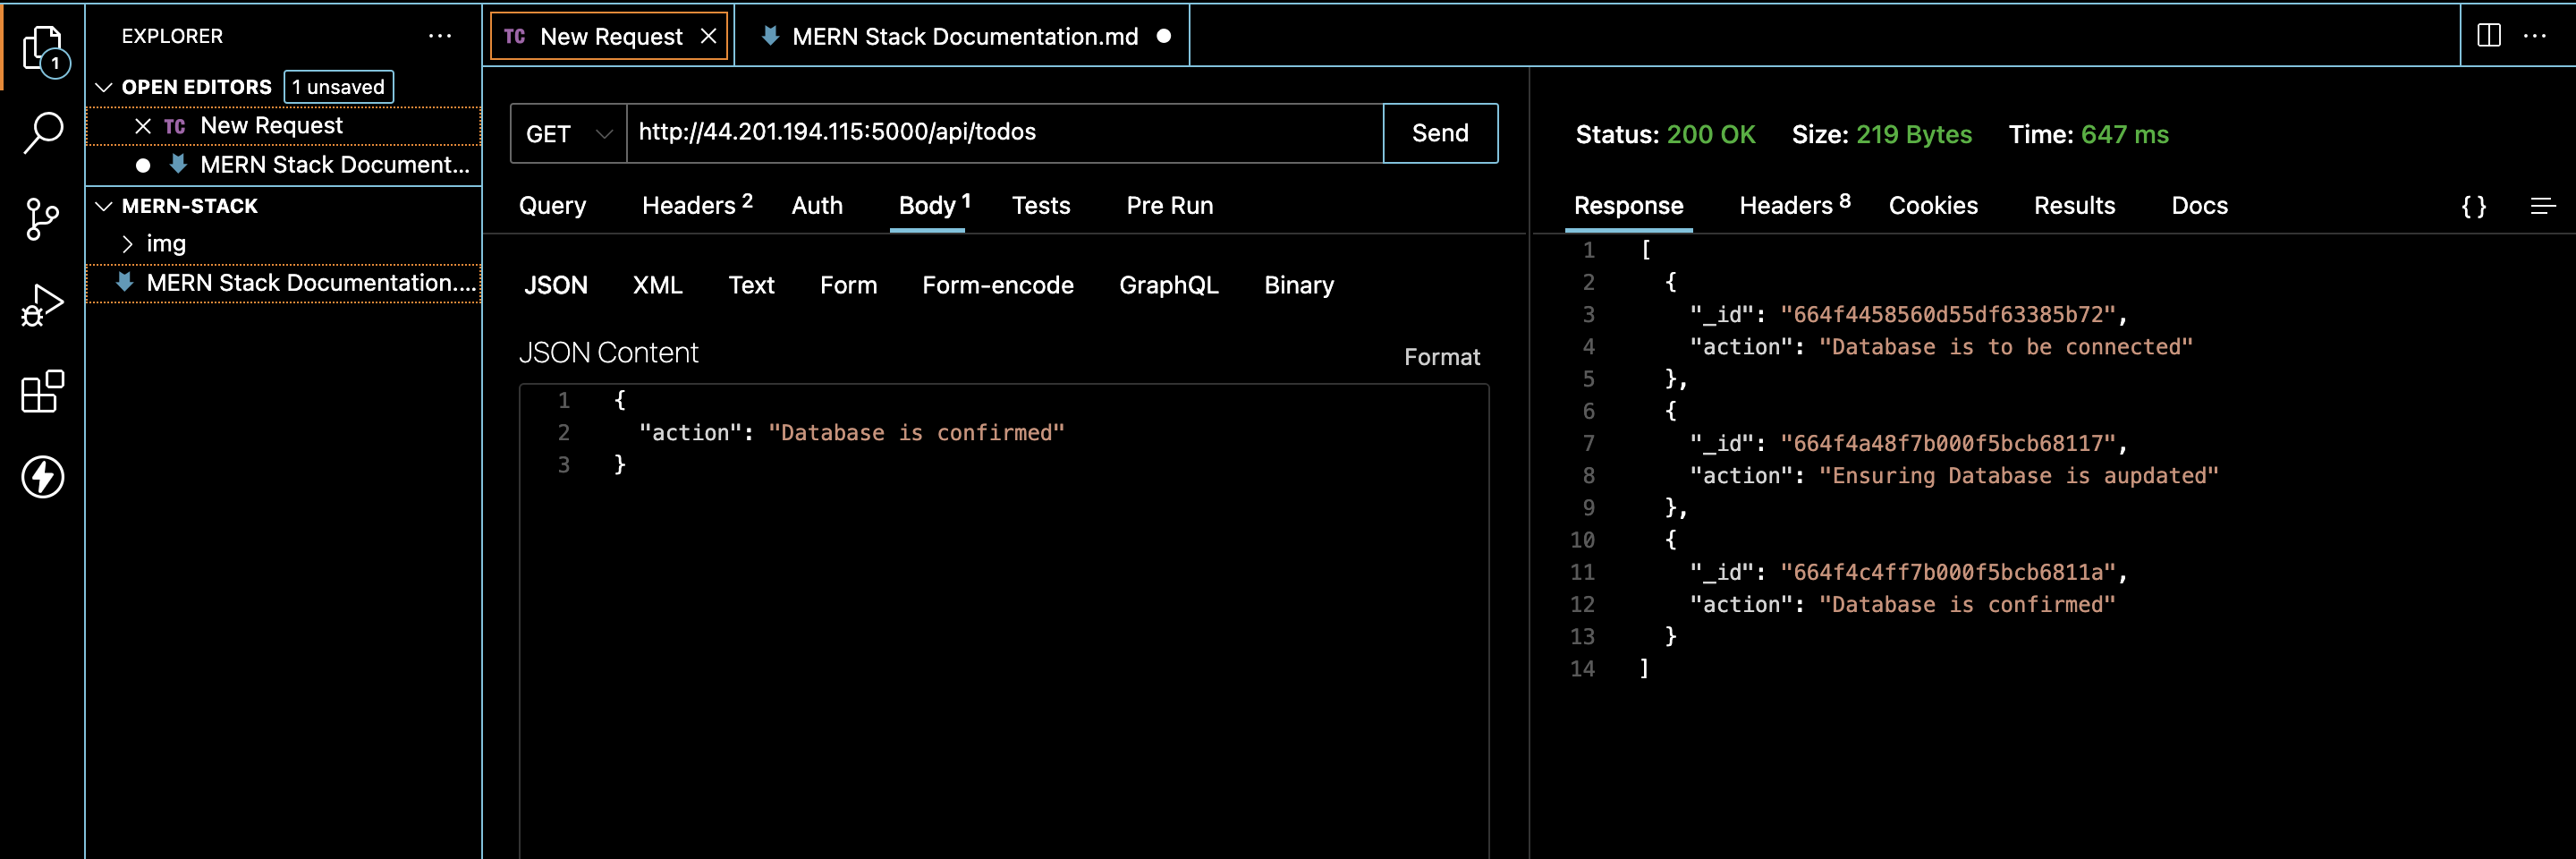 1
EXPLORER ...
OPEN EDITORS 1 unsaved
TC New Request
MERN Stack Document...
MERN-STACK
img
MERN Stack Documentation....
TC New Request
MERN Stack Documentation.md
...
GET http://44.201.194.115:5000/api/todos Send
Query Headers 2 Auth Body 1 Tests Pre Run
JSON XML Text Form Form-encode GraphQL Binary
JSON Content Format
1 {
2 "action": "Database is confirmed"
3 }
Status: 200 OK Size: 219 Bytes Time: 647 ms
Response Headers 8 Cookies Results Docs {}
1 [
2 {
3 "_id": "664f4458560d55df63385b72",
4 "action": "Database is to be connected"
5 },
6 {
7 "_id": "664f4a48f7b000f5bcb68117",
8 "action": "Ensuring Database is aupdated"
9 },
10 {
11 "_id": "664f4c4ff7b000f5bcb6811a",
12 "action": "Database is confirmed"
13 }
14 ]